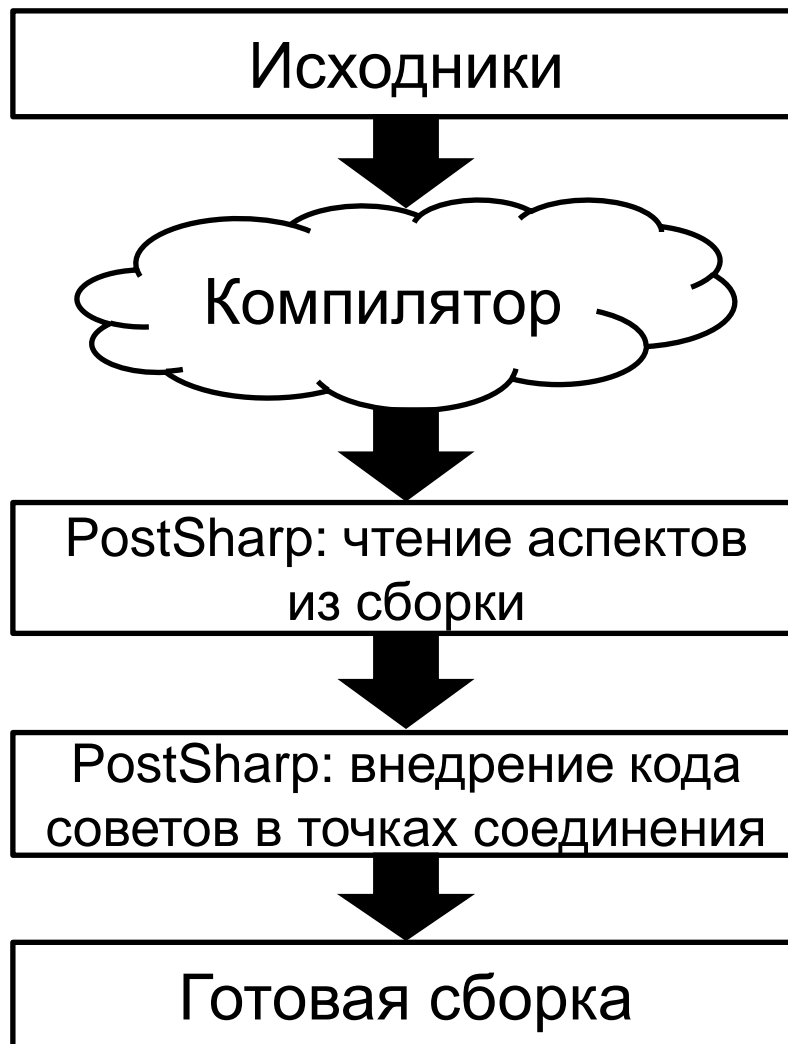 Исходники
Компилятор
PostSharp: чтение аспектов
из сборки
PostSharp: внедрение кода
советов в точках соединения
Готовая сборка